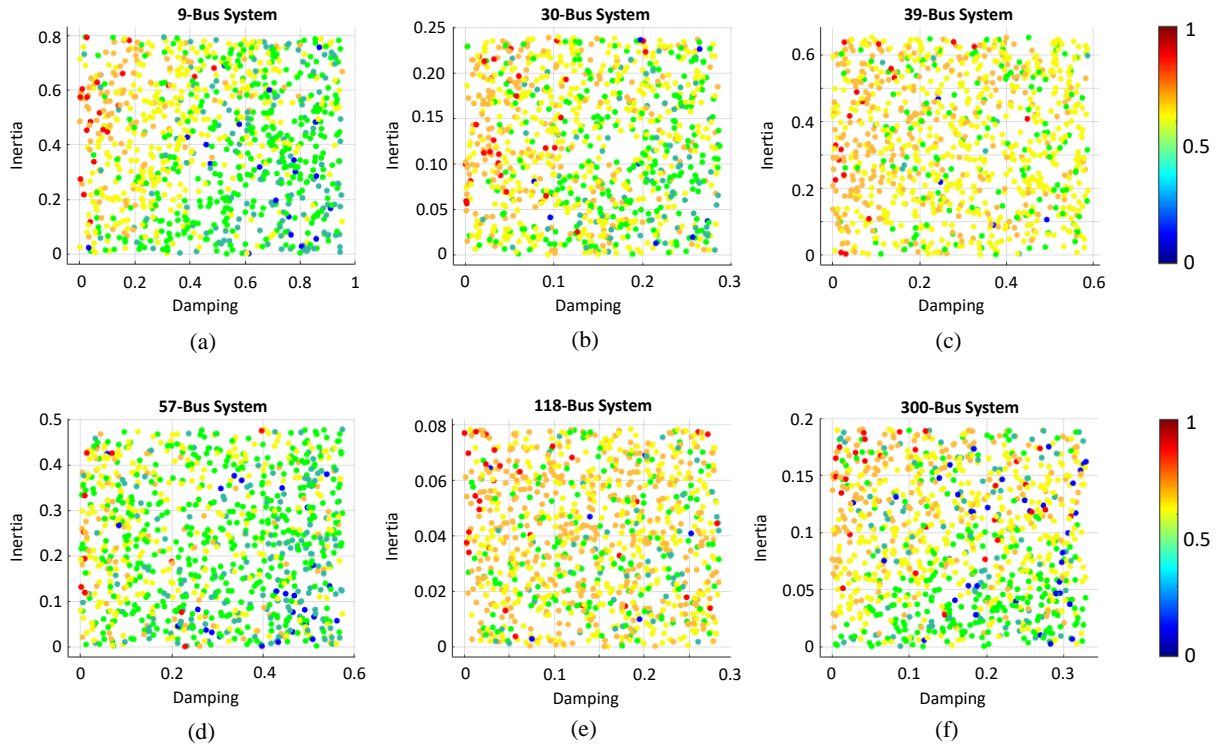 9-Bus System
30-Bus System
39-Bus System
Inertia
0.8
0.6
0.4
0.2
0
0
0.2
0.4
0.6
0.8
1
Damping
Inertia
0.25
0.20
0.15
0.10
0.05
0
0
0.1
0.2
0.3
Damping
Inertia
0.6
0.4
0.2
0
0
0.2
0.4
0.6
Damping
1
0.5
0
(a)
(b)
(c)
57-Bus System
118-Bus System
300-Bus System
Inertia
0.5
0.4
0.3
0.2
0.1
0
0
0.2
0.4
0.6
Damping
Inertia
0.08
0.06
0.04
0.02
0
0
0.1
0.2
0.3
Damping
Inertia
0.2
0.15
0.1
0.05
0
0
0.1
0.2
0.3
Damping
1
0.5
0
(d)
(e)
(f)